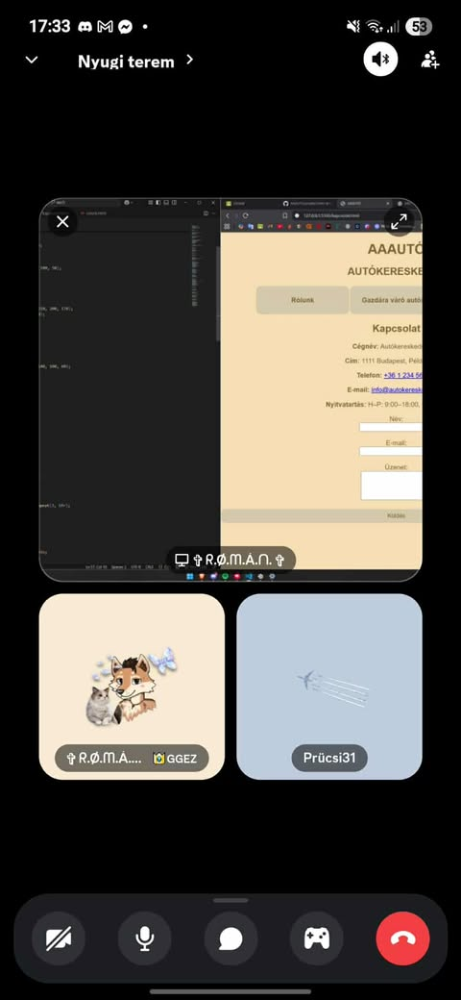 17:33
53
Nyugi terem
AAAUTÓ
AUTÓKERESKE
Rólunk
Gazdára váró autó
Kapcsolat
Cégnév: Autókeresked
Cím: 1111 Budapest, Péld
Telefon: +36 1 234 56
E-mail: info@autokeresk
Nyitvatartás: H–P: 9:00–18:00,
Név:
E-mail:
Üzenet:
Küldés
✞ R.Ø.M.Á.Ո. ✞
✞ R.Ø.M.Á.... GGEZ
Prücsi31